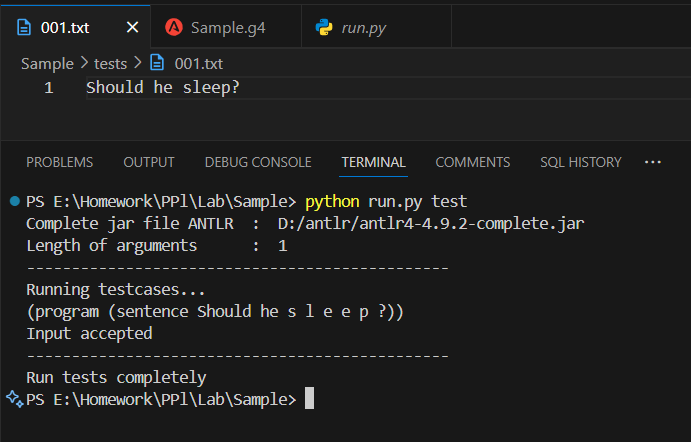 001.txt Sample.g4 run.py
Sample > tests > 001.txt
1 Should he sleep?
PROBLEMS OUTPUT DEBUG CONSOLE TERMINAL COMMENTS SQL HISTORY ...
PS E:\Homework\PPl\Lab\Sample> python run.py test
Complete jar file ANTLR  :  D:/antlr/antlr4-4.9.2-complete.jar
Length of arguments      :  1
-----------------------------------------------
Running testcases...
(program (sentence Should he s l e e p ?))
Input accepted
-----------------------------------------------
Run tests completely
PS E:\Homework\PPl\Lab\Sample>